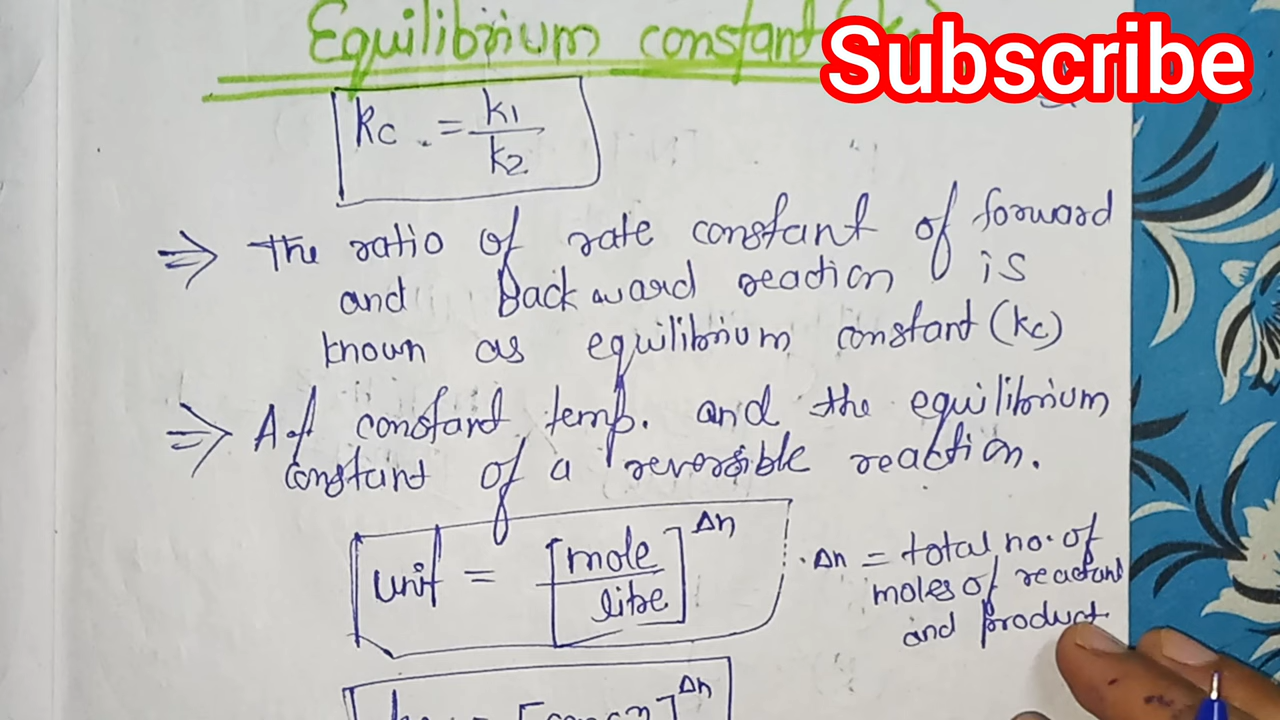 Equilibrium constant
Subscribe
kc = k1/k2
⇒ The ratio of rate constant of forward
and Backward reaction is
known as equilibrium constant (kc)
⇒ At constant temp. and the equilibrium
constant of a reversible reaction.
unit = [mole/litre]^Δn
Δn = total no. of
moles of reactant
and product
Δn